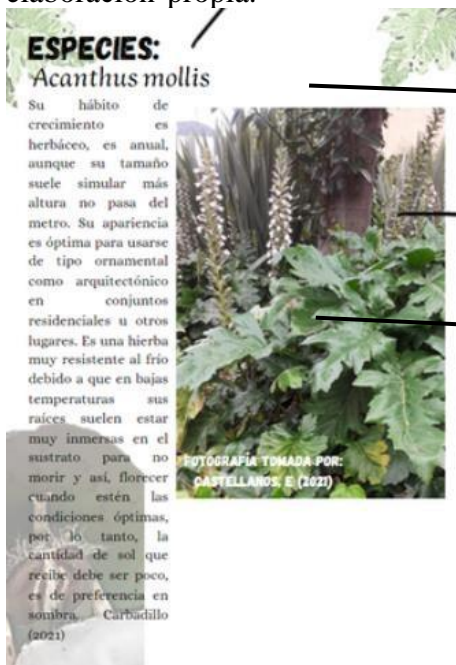 elaboración propia.
ESPECIES:
Acanthus mollis
Su hábito de
crecimiento es
herbáceo, es anual,
aunque su tamaño
suele simular más
altura no pasa del
metro. Su apariencia
es óptima para usarse
de tipo ornamental
como arquitectónico
en conjuntos
residenciales u otros
lugares. Es una hierba
muy resistente al frío
debido a que en bajas
temperaturas sus
raíces suelen estar
muy inmersas en el
sustrato para no
morir y así, florecer
cuando estén las
condiciones óptimas,
por lo tanto, la
cantidad de sol que
recibe debe ser poco,
es de preferencia en
sombra. Carbadillo
(2021)
FOTOGRAFÍA TOMADA POR:
CASTELLANOS, E (2021)